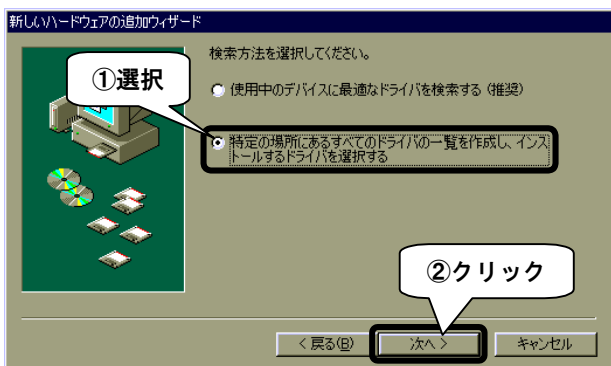 新しいハードウェアの追加ウィザード
検索方法を選択してください。
①選択
使用中のデバイスに最適なドライバを検索する (推奨)
特定の場所にあるすべてのドライバの一覧を作成し、インス
トールするドライバを選択する
②クリック
< 戻る(B)
次へ >
キャンセル